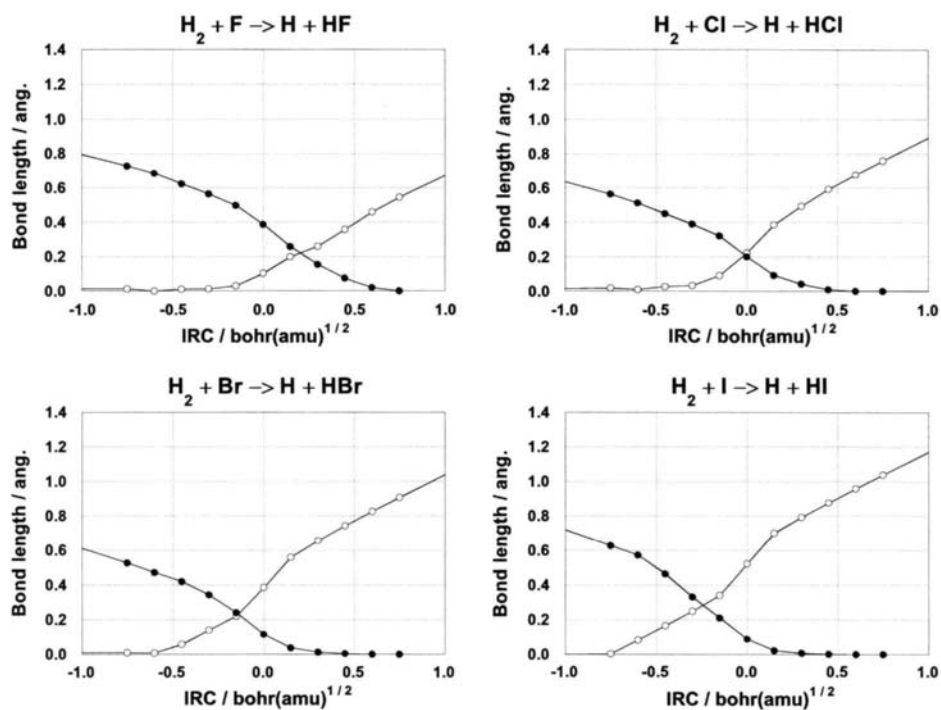 H2 + F –> H + HF
1.4
1.2
1.0
0.8
0.6
0.4
0.2
0.0
Bond length / ang.
-1.0 -0.5 0.0 0.5 1.0
IRC / bohr(amu)^1/2
H2 + Cl –> H + HCl
1.4
1.2
1.0
0.8
0.6
0.4
0.2
0.0
Bond length / ang.
-1.0 -0.5 0.0 0.5 1.0
IRC / bohr(amu)^1/2
H2 + Br –> H + HBr
1.4
1.2
1.0
0.8
0.6
0.4
0.2
0.0
Bond length / ang.
-1.0 -0.5 0.0 0.5 1.0
IRC / bohr(amu)^1/2
H2 + I –> H + HI
1.4
1.2
1.0
0.8
0.6
0.4
0.2
0.0
Bond length / ang.
-1.0 -0.5 0.0 0.5 1.0
IRC / bohr(amu)^1/2